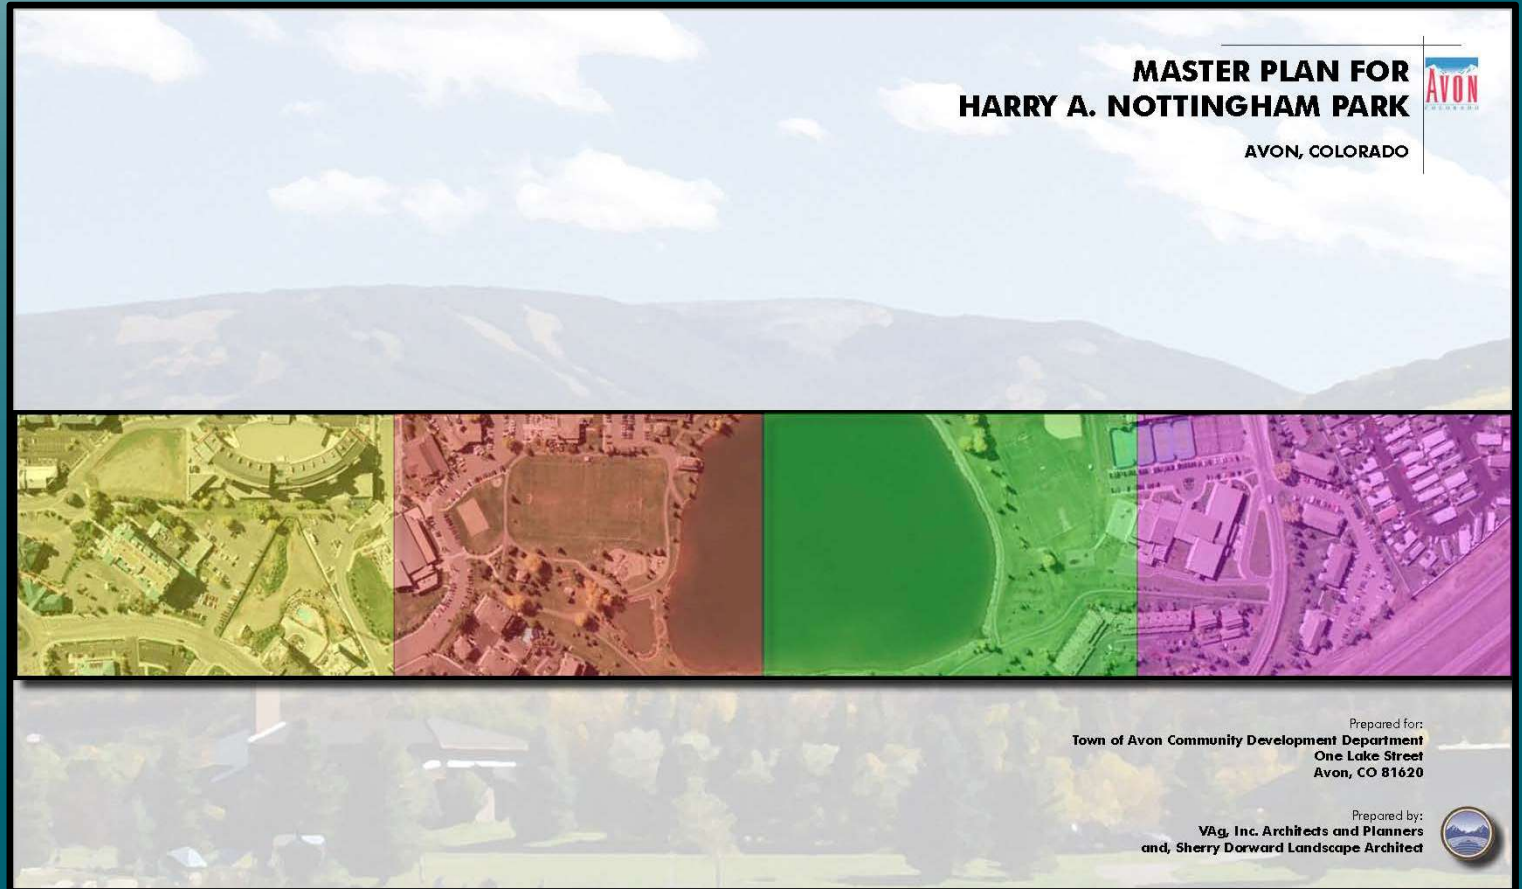 MASTER PLAN FOR
HARRY A. NOTTINGHAM PARK
AVON, COLORADO
AVON
COLORADO
Prepared for:
Town of Avon Community Development Department
One Lake Street
Avon, CO 81620
Prepared by:
VAg, Inc. Architects and Planners
and, Sherry Dorward Landscape Architect